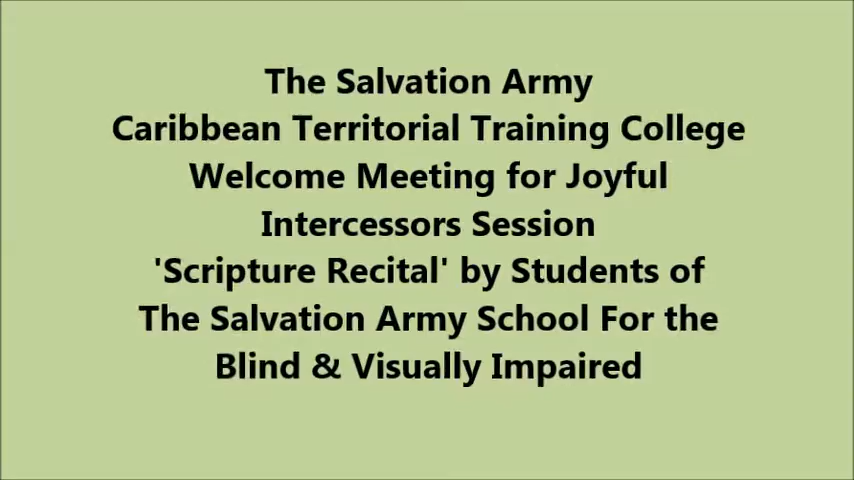 The Salvation Army
Caribbean Territorial Training College
Welcome Meeting for Joyful
Intercessors Session
'Scripture Recital' by Students of
The Salvation Army School For the
Blind & Visually Impaired